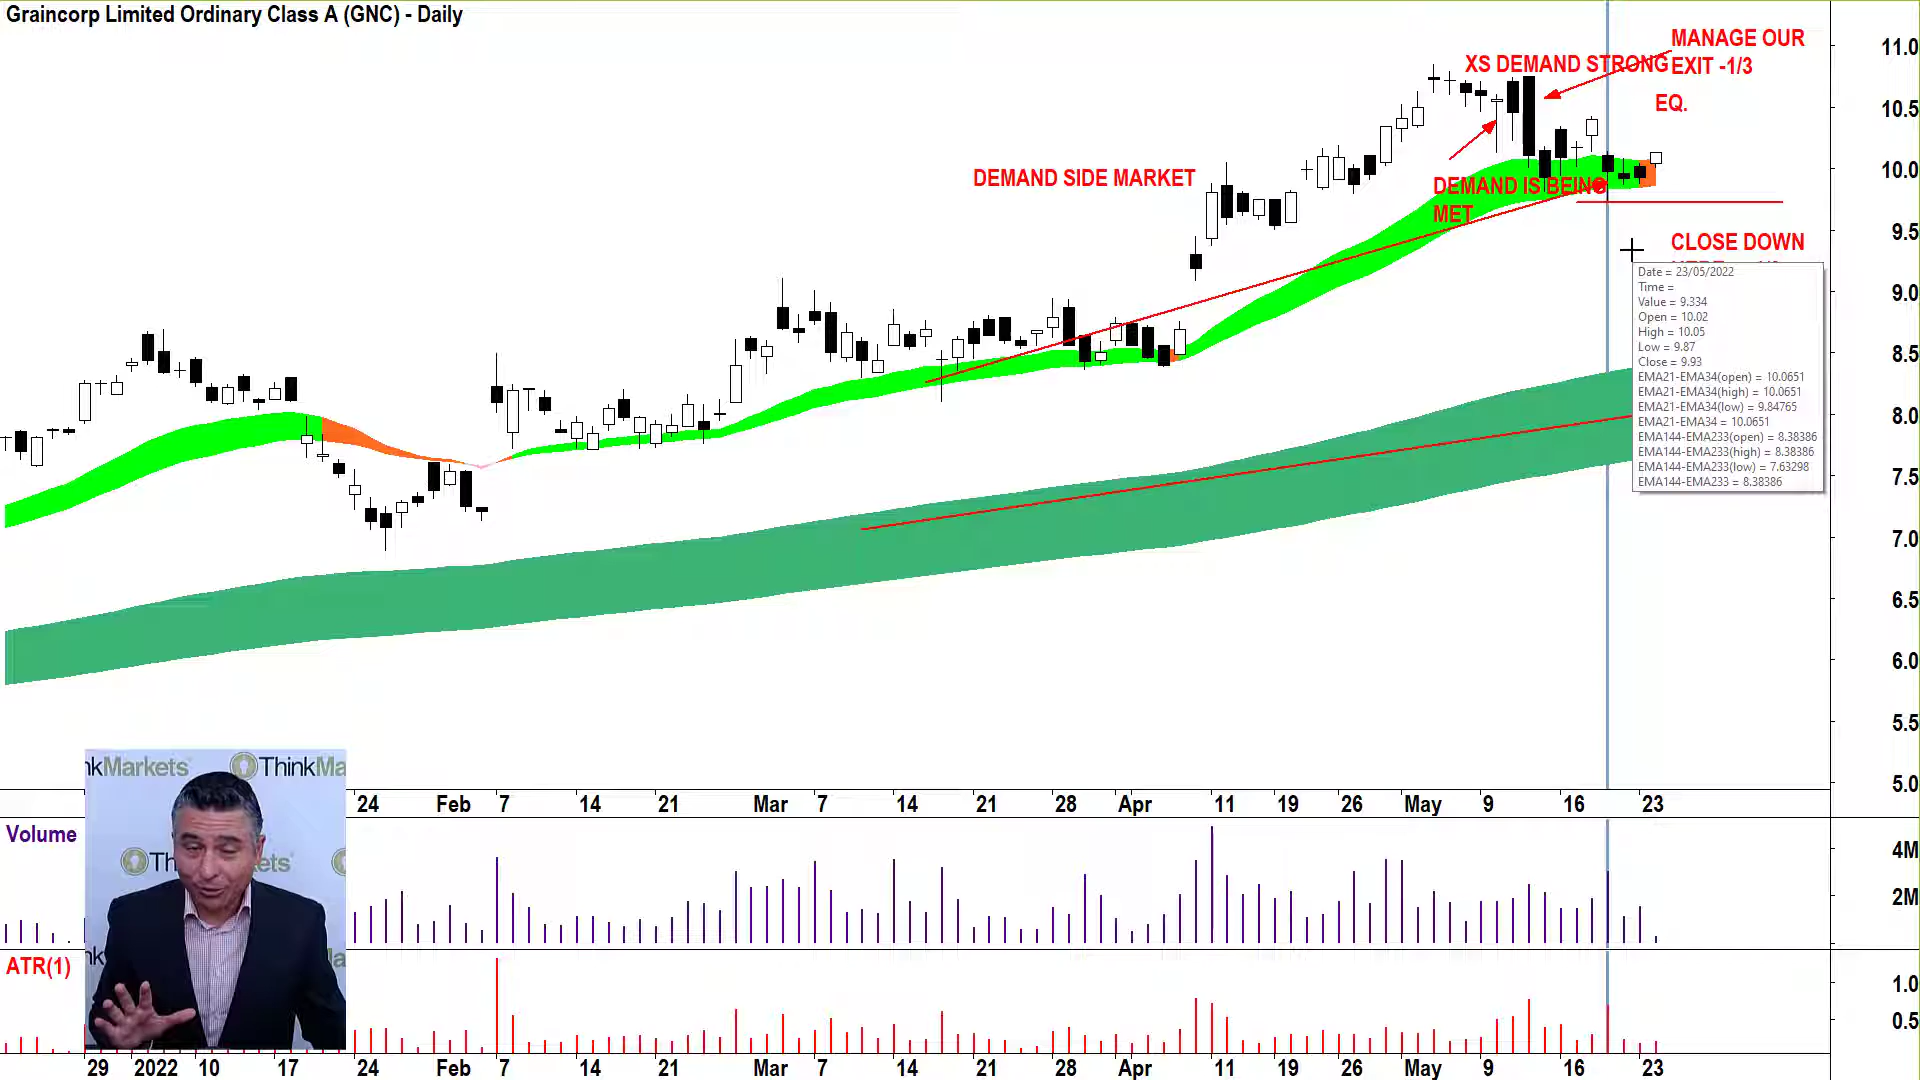 Graincorp Limited Ordinary Class A (GNC) - Daily
MANAGE OUR
EXIT -1/3
XS DEMAND STRONG
EQ.
DEMAND SIDE MARKET
DEMAND IS BEING
MET
CLOSE DOWN
Date = 23/05/2022
Time =
Value = 9.334
Open = 10.02
High = 10.05
Low = 9.87
Close = 9.93
EMA21-EMA34(open) = 10.0651
EMA21-EMA34(high) = 10.0651
EMA21-EMA34(low) = 9.84765
EMA21-EMA34 = 10.0651
EMA144-EMA233(open) = 8.38386
EMA144-EMA233(high) = 8.38386
EMA144-EMA233(low) = 7.63298
EMA144-EMA233 = 8.38386
11.0
10.5
10.0
9.5
9.0
8.5
8.0
7.5
7.0
6.5
6.0
5.5
5.0
24 Feb 7 14 21 Mar 7 14 21 28 Apr 11 19 26 May 9 16 23
Volume
4M
2M
ATR(1)
1.0
0.5
nkMarkets ThinkMa
Th ets
29 2022 10 17 24 Feb 7 14 21 Mar 7 14 21 28 Apr 11 19 26 May 9 16 23